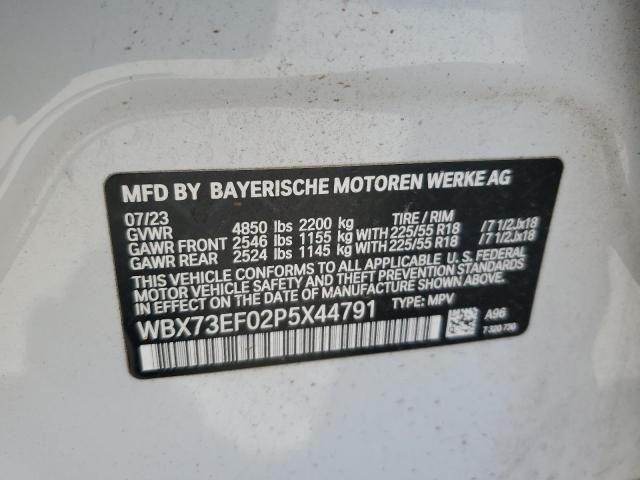 MFD BY BAYERISCHE MOTOREN WERKE AG
07/23 TIRE / RIM
GVWR 4850 lbs 2200 kg
GAWR FRONT 2546 lbs 1155 kg WITH 225/55 R18 / 7 1/2Jx18
GAWR REAR 2524 lbs 1145 kg WITH 225/55 R18 / 7 1/2Jx18
THIS VEHICLE CONFORMS TO ALL APPLICABLE U. S. FEDERAL
MOTOR VEHICLE SAFETY AND THEFT PREVENTION STANDARDS
IN EFFECT ON THE DATE OF MANUFACTURE SHOWN ABOVE.
WBX73EF02P5X44791 TYPE: MPV
A96
7 320 730